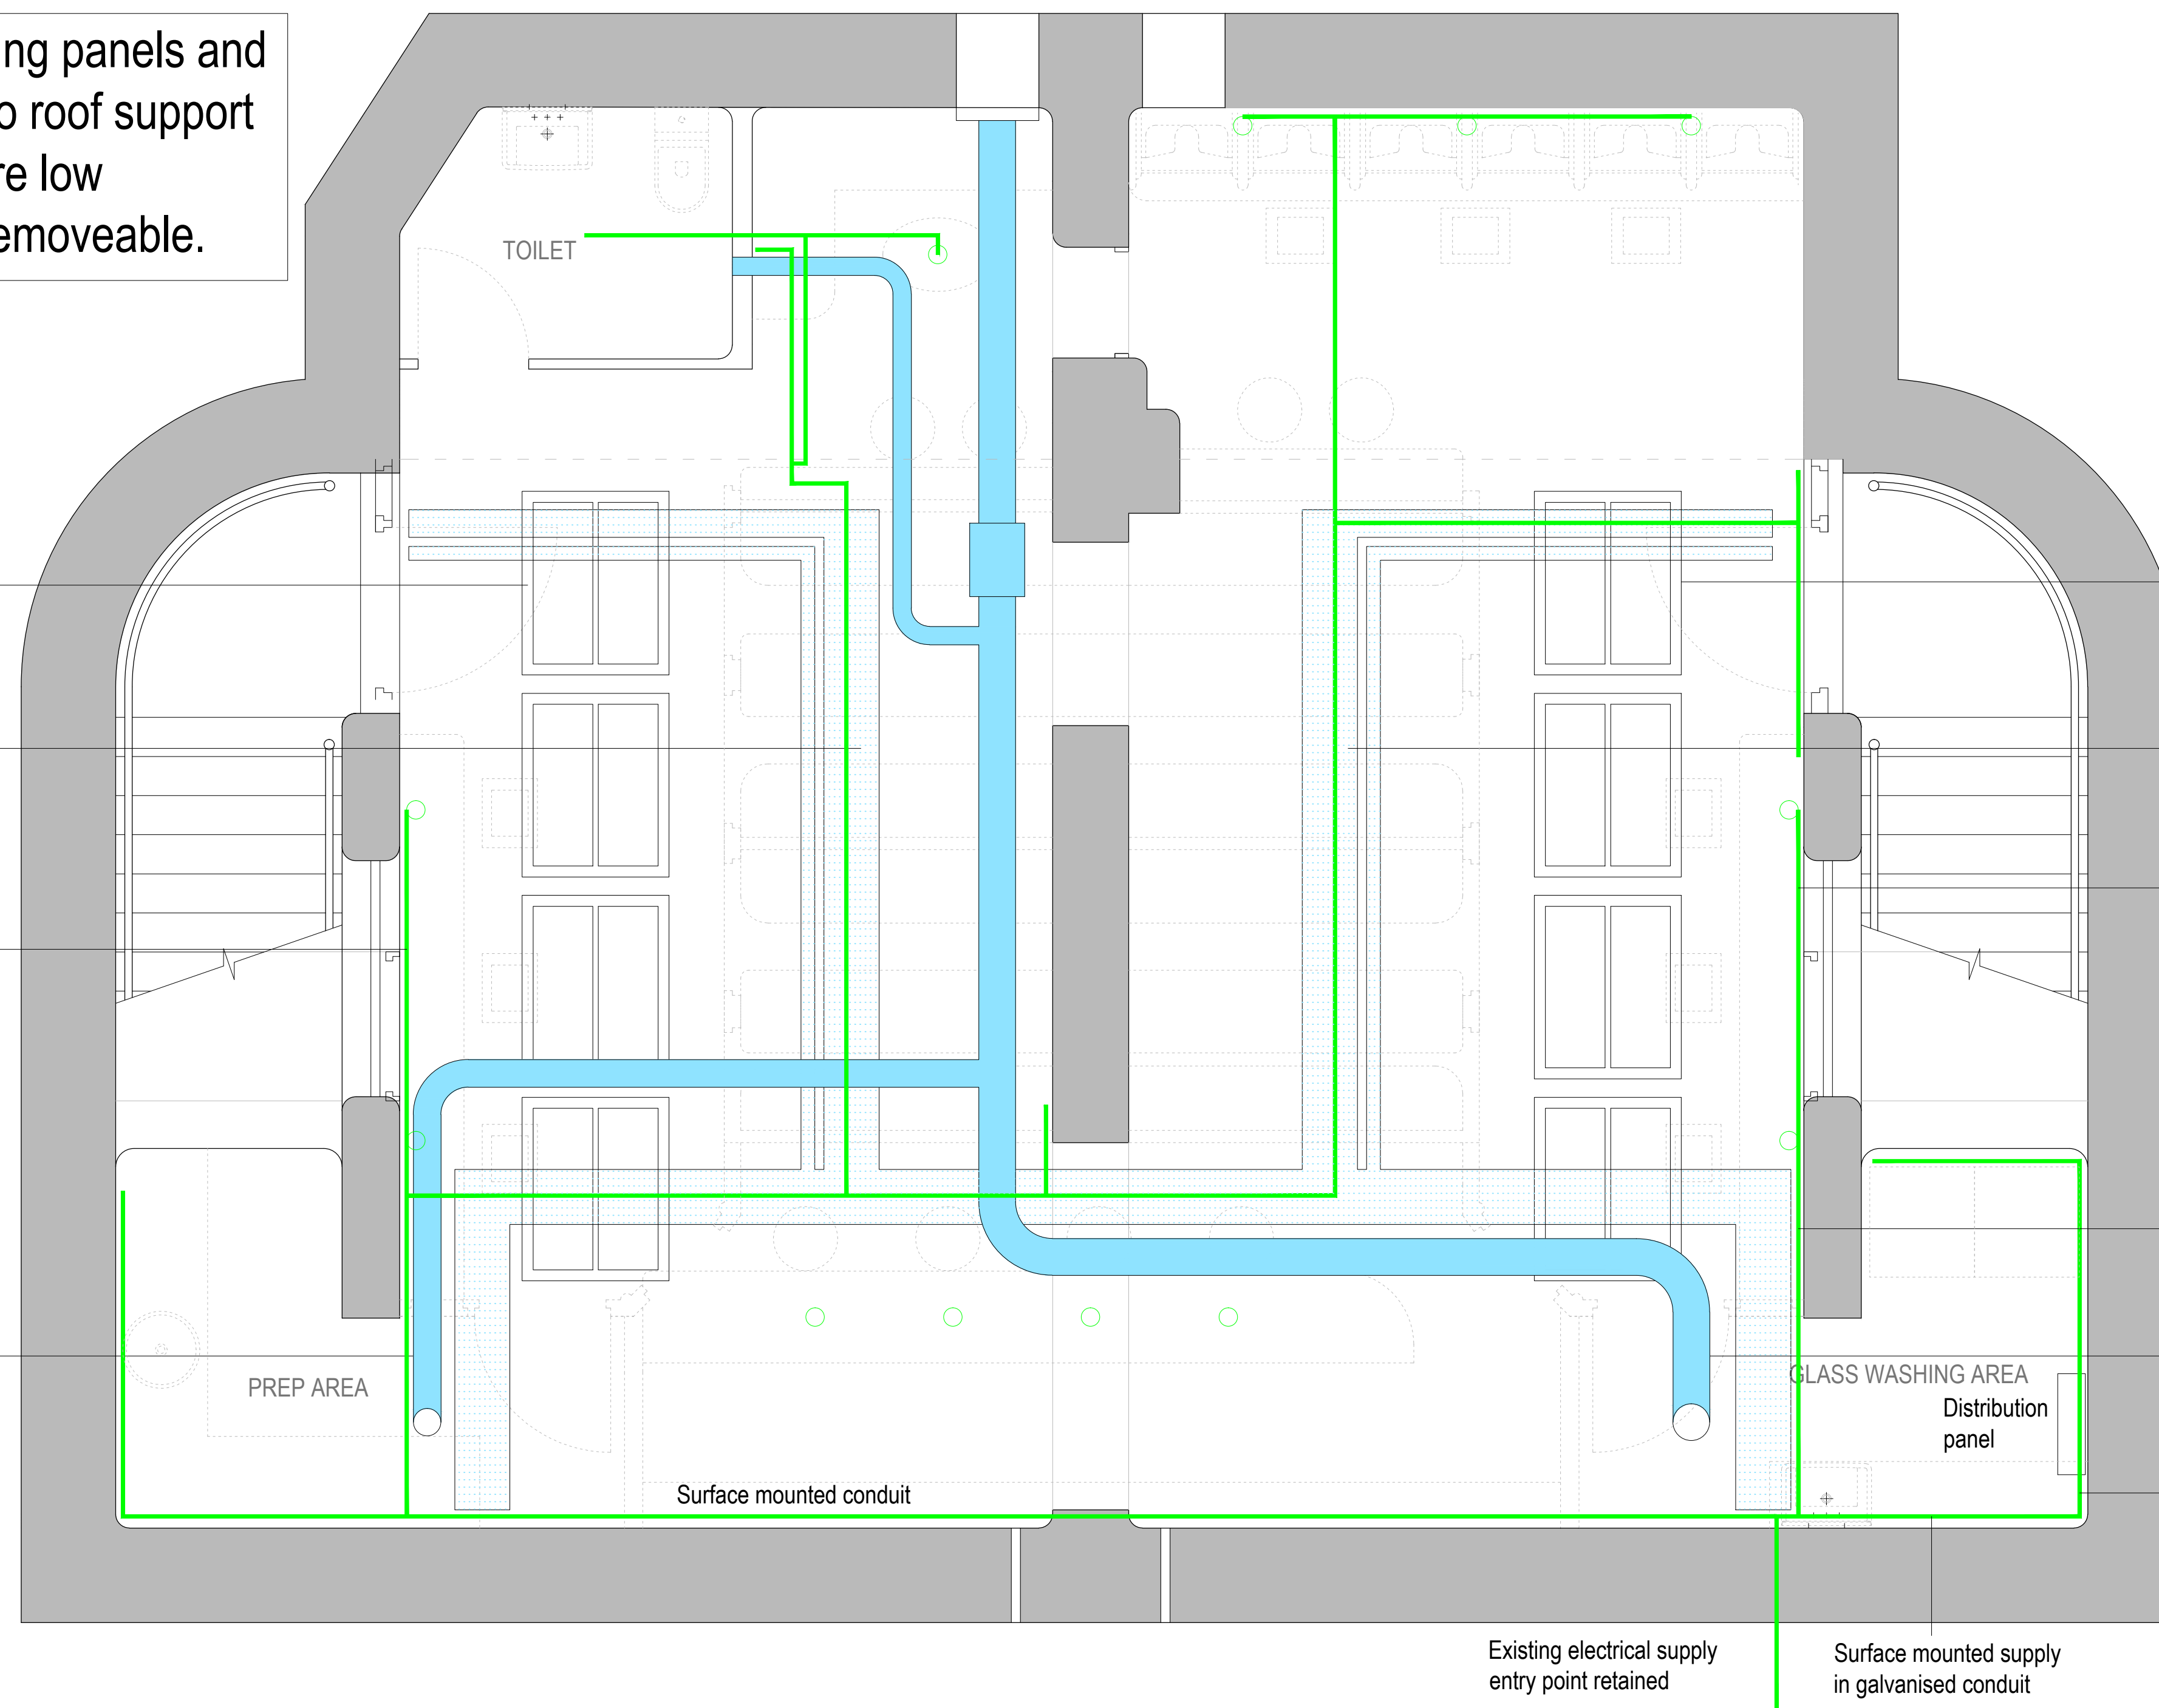 ng panels and
o roof support
re low
emoveable.
TOILET
PREP AREA
GLASS WASHING AREA
Distribution
panel
Surface mounted conduit
Existing electrical supply
entry point retained
Surface mounted supply
in galvanised conduit